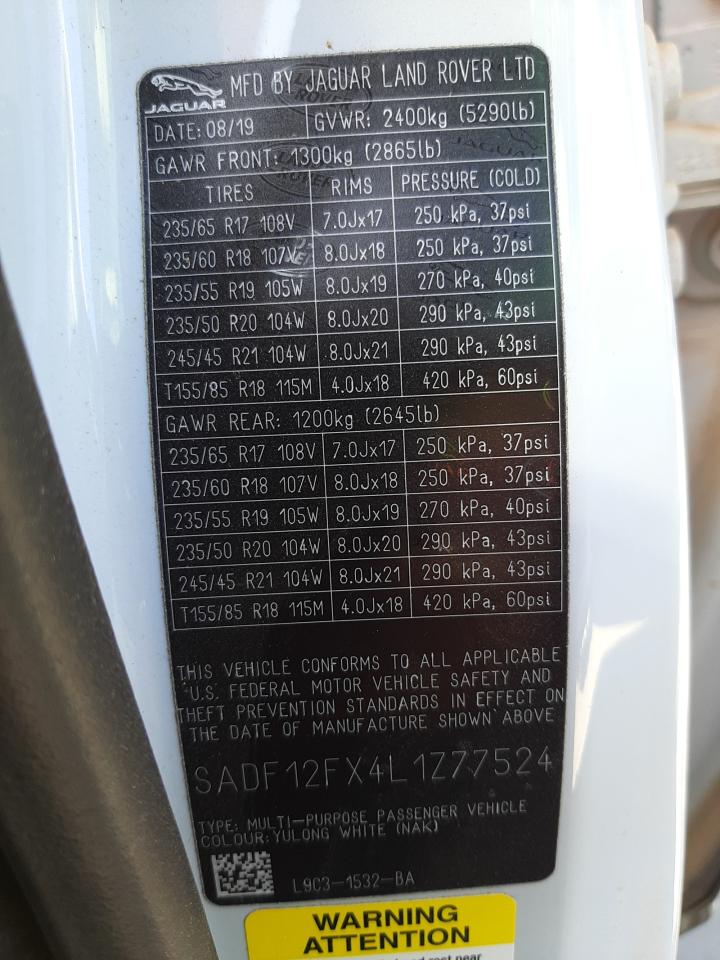 JAGUAR MFD BY JAGUAR LAND ROVER LTD
DATE: 08/19 GVWR: 2400kg (5290lb)
GAWR FRONT: 1300kg (2865lb)
TIRES RIMS PRESSURE (COLD)
235/65 R17 108V 7.0Jx17 250 kPa, 37psi
235/60 R18 107V 8.0Jx18 250 kPa, 37psi
235/55 R19 105W 8.0Jx19 270 kPa, 40psi
235/50 R20 104W 8.0Jx20 290 kPa, 43psi
245/45 R21 104W 8.0Jx21 290 kPa, 43psi
T155/85 R18 115M 4.0Jx18 420 kPa, 60psi
GAWR REAR: 1200kg (2645lb)
235/65 R17 108V 7.0Jx17 250 kPa, 37psi
235/60 R18 107V 8.0Jx18 250 kPa, 37psi
235/55 R19 105W 8.0Jx19 270 kPa, 40psi
235/50 R20 104W 8.0Jx20 290 kPa, 43psi
245/45 R21 104W 8.0Jx21 290 kPa, 43psi
T155/85 R18 115M 4.0Jx18 420 kPa, 60psi
THIS VEHICLE CONFORMS TO ALL APPLICABLE
U.S. FEDERAL MOTOR VEHICLE SAFETY AND
THEFT PREVENTION STANDARDS IN EFFECT ON
THE DATE OF MANUFACTURE SHOWN ABOVE
SADF12FX4L1Z77524
TYPE: MULTI-PURPOSE PASSENGER VEHICLE
COLOUR:YULONG WHITE (NAK)
L9C3-1532-BA
WARNING
ATTENTION